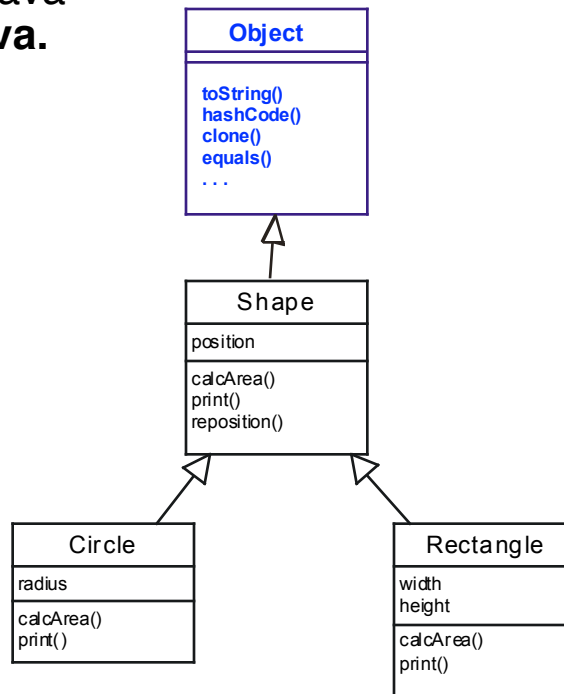 va.
Object
toString()
hashCode()
clone()
equals()
. . .
Shape
position
calcArea()
print()
reposition()
Circle
radius
calcArea()
print()
Rectangle
width
height
calcArea()
print()